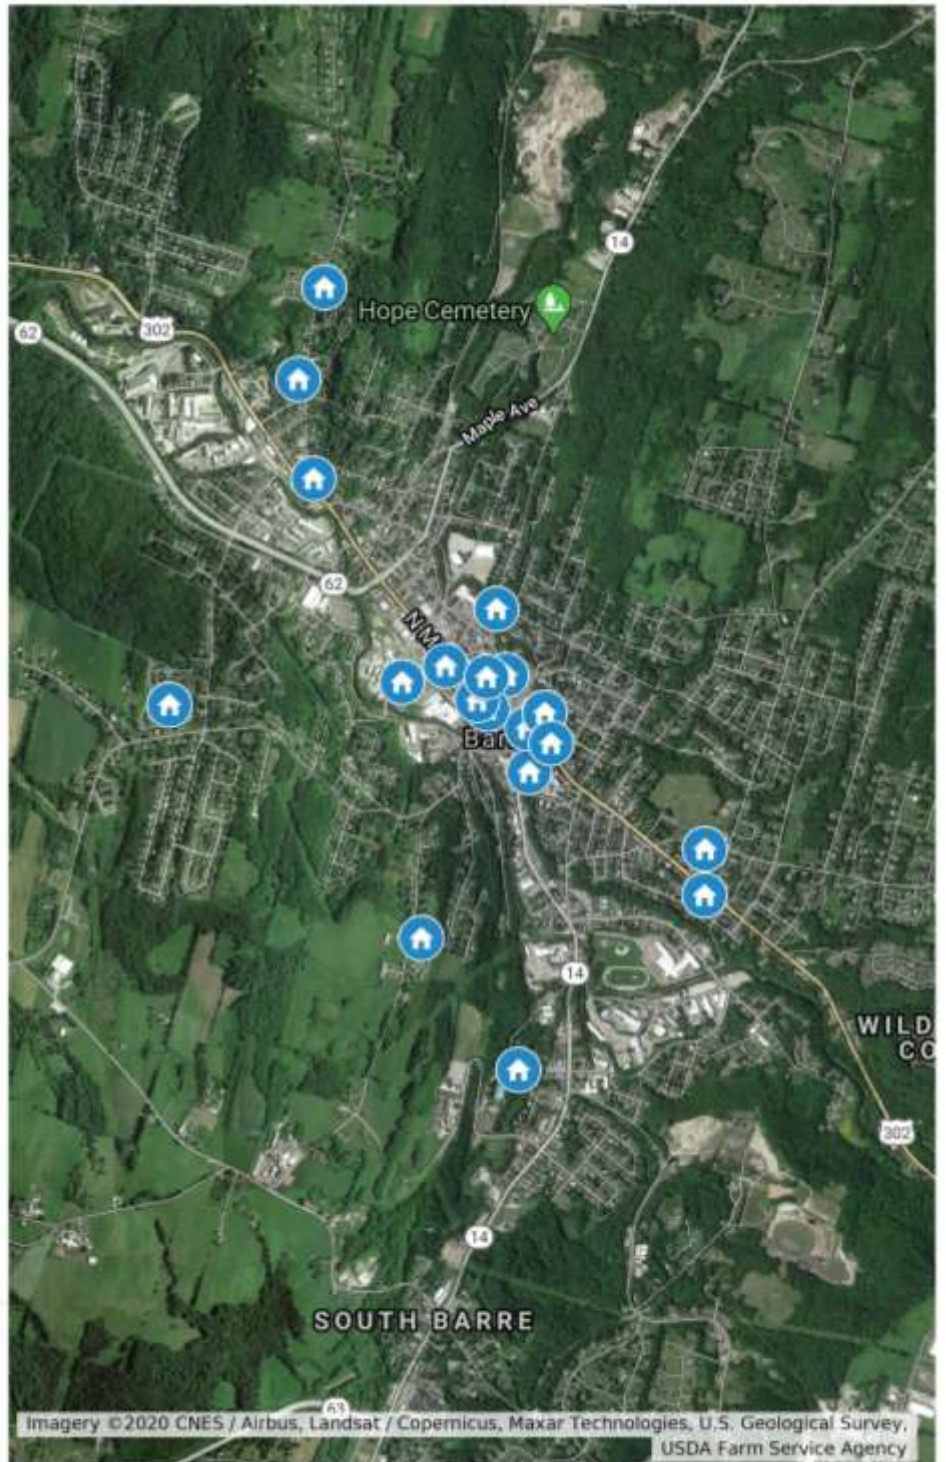 14
Hope Cemetery
62
302
Maple Ave
62
N M
Bar
14
WILD
CO
302
14
SOUTH BARRE
63
Imagery ©2020 CNES / Airbus, Landsat / Copernicus, Maxar Technologies, U.S. Geological Survey,
USDA Farm Service Agency